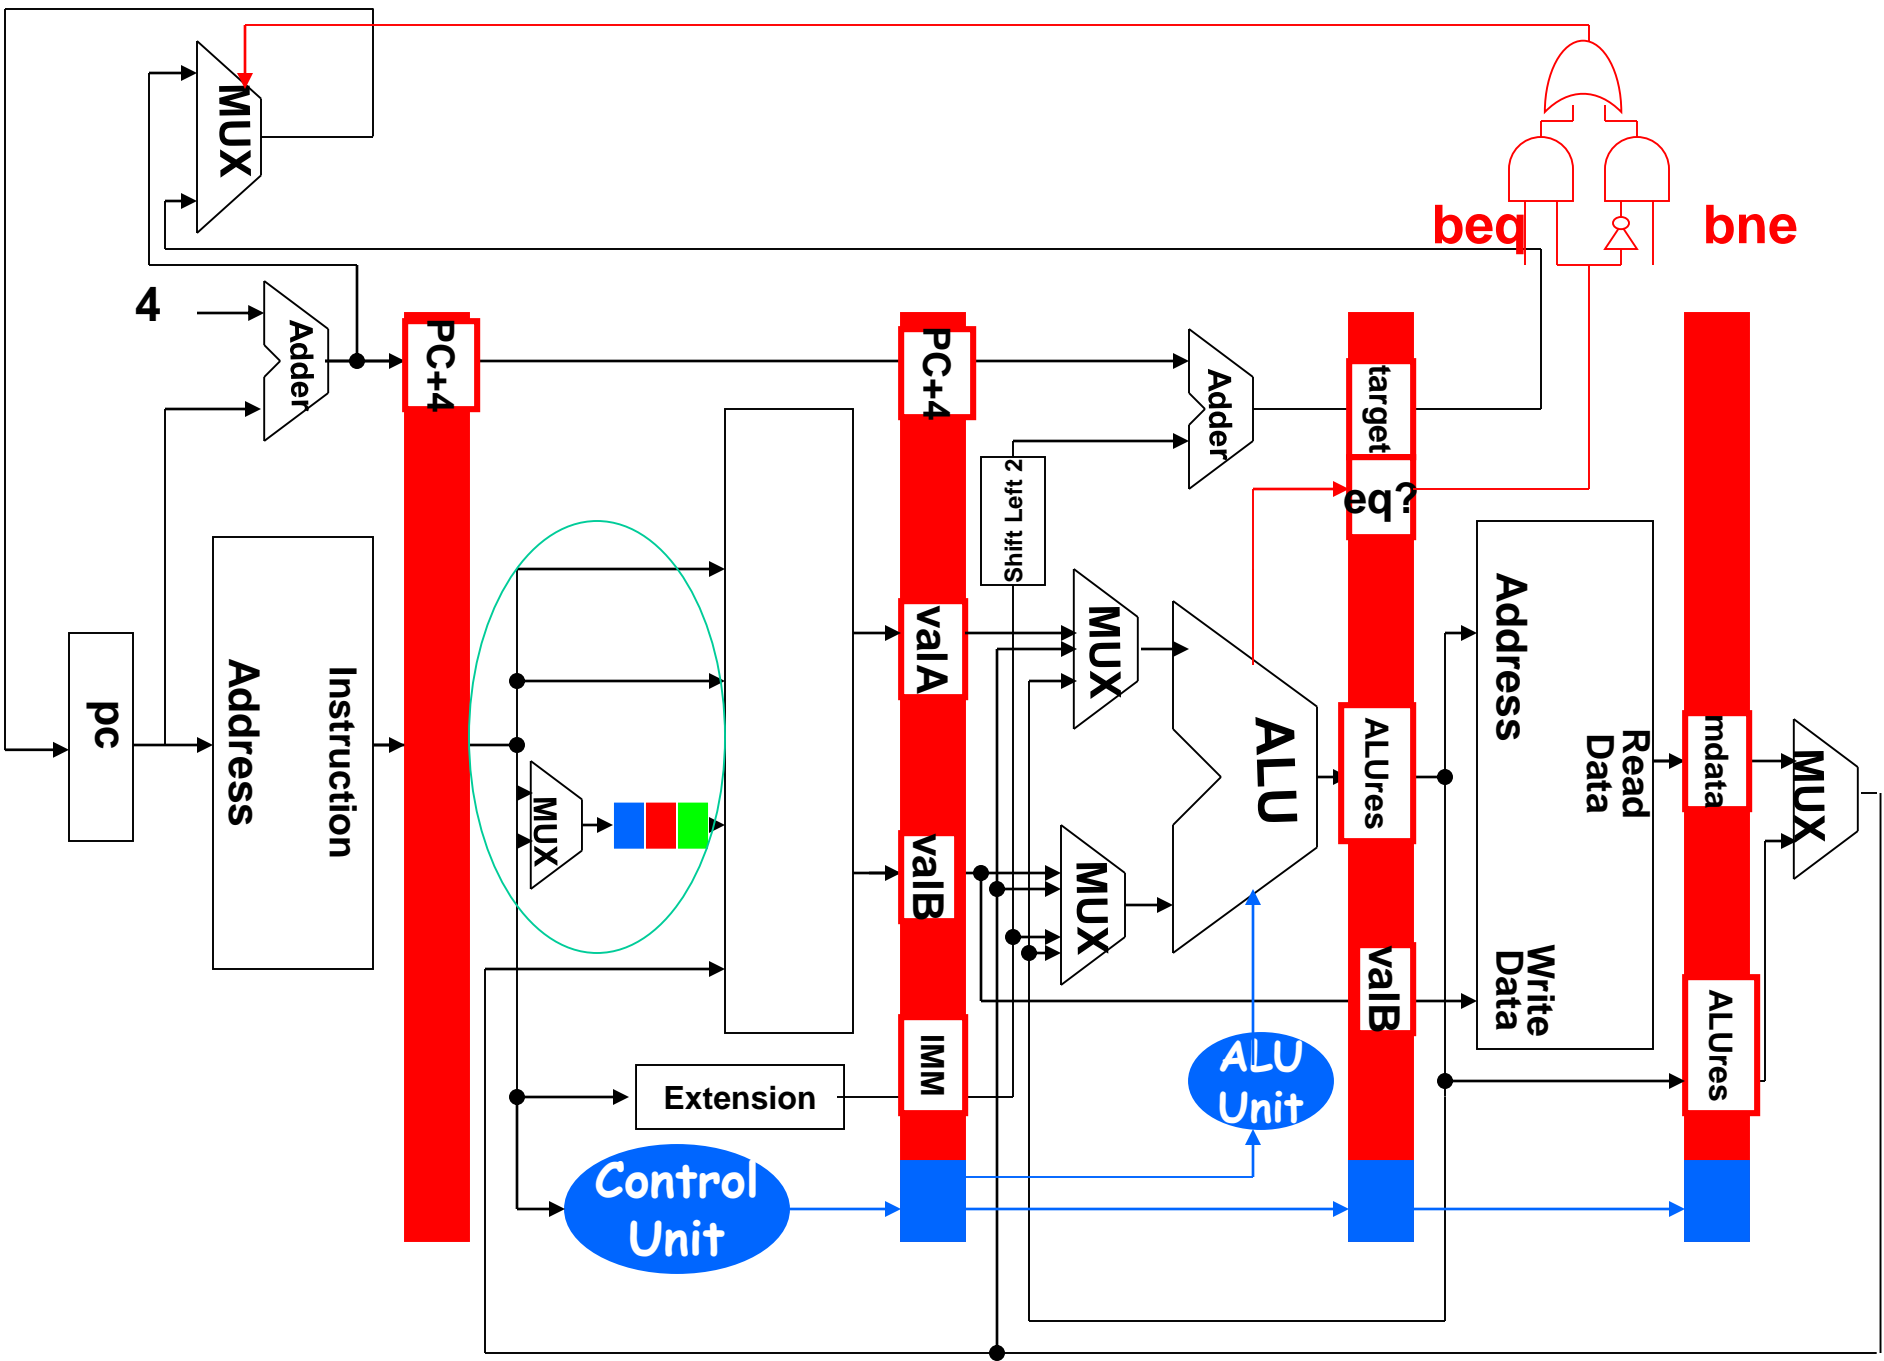 MUX
beq
bne
4
Adder
PC+4
PC+4
Adder
target
eq?
Shift Left 2
pc
Address
Instruction
MUX
valA
MUX
ALU
ALUres
Address
Read
Data
mdata
MUX
valB
MUX
valB
Write
Data
IMM
ALUres
Extension
ALU
Unit
Control
Unit